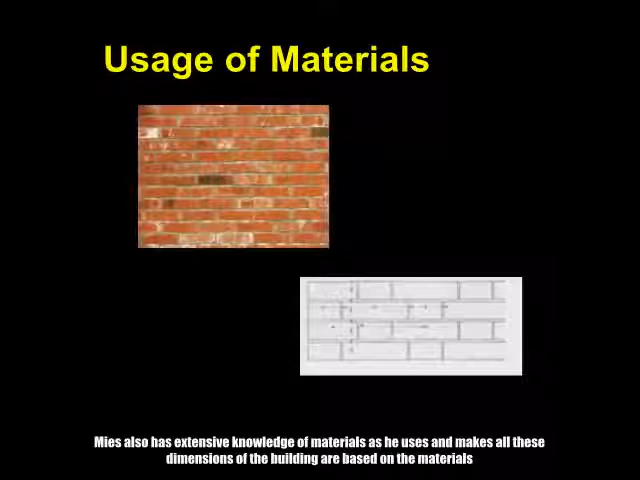 Usage of Materials
Mies also has extensive knowledge of materials as he uses and makes all these
dimensions of the building are based on the materials